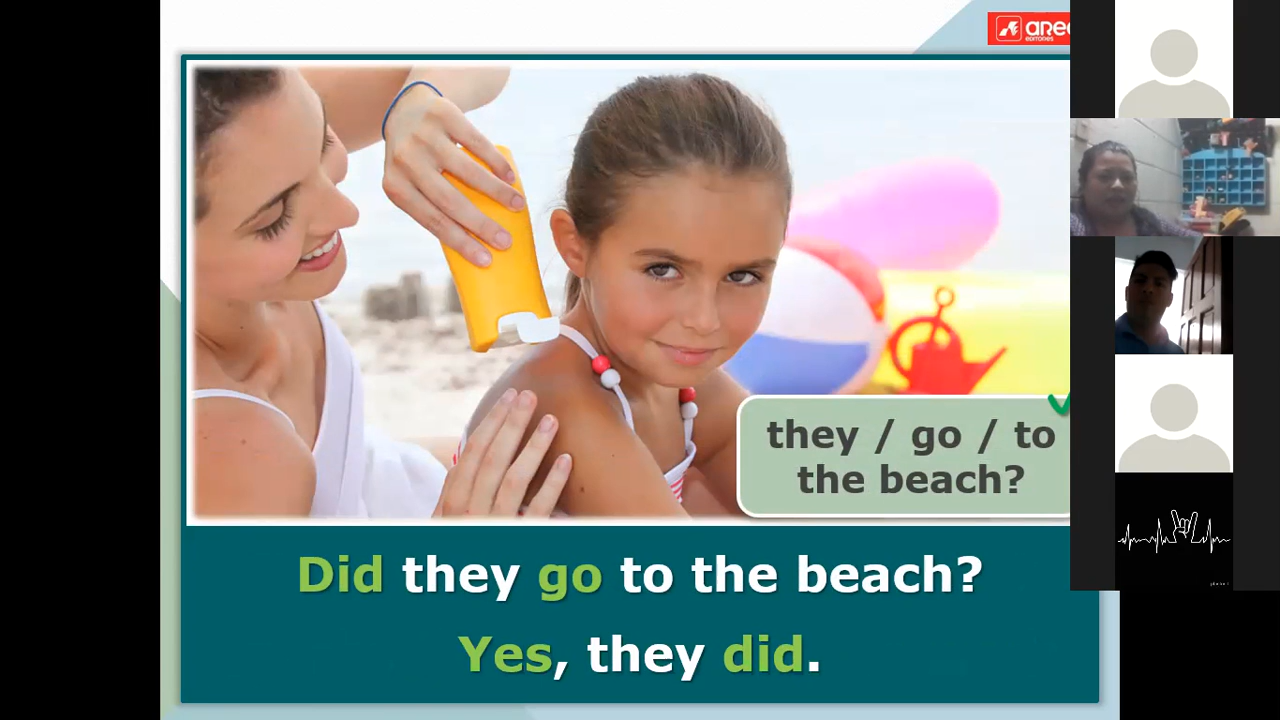 they / go / to
the beach?
Did they go to the beach?
Yes, they did.